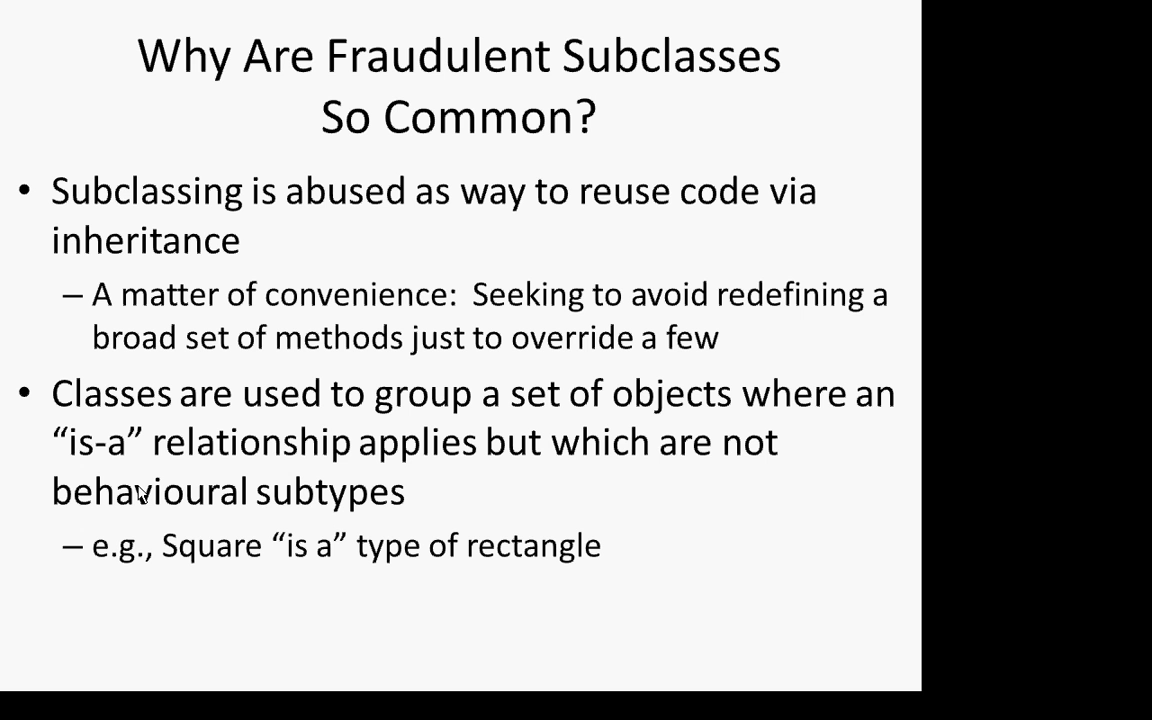 Why Are Fraudulent Subclasses
So Common?
• Subclassing is abused as way to reuse code via
inheritance
– A matter of convenience:  Seeking to avoid redefining a
broad set of methods just to override a few
• Classes are used to group a set of objects where an
“is-a” relationship applies but which are not
behavioural subtypes
– e.g., Square “is a” type of rectangle